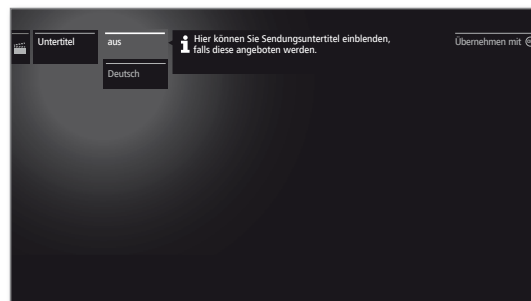 Untertitel
aus
Deutsch
Hier können Sie Sendungsuntertitel einblenden,
falls diese angeboten werden.
Übernehmen mit